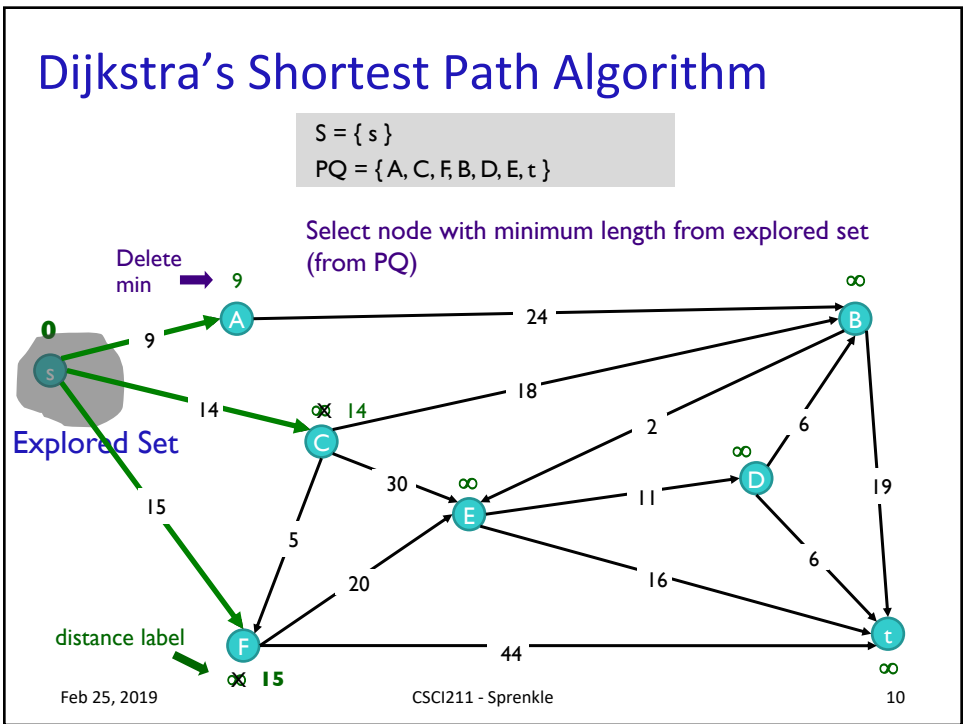 Dijkstra's Shortest Path Algorithm
S = { s }
PQ = { A, C, F, B, D, E, t }
Select node with minimum length from explored set
(from PQ)
Delete
min
9
∞
0
A
B
s
9
24
14
∞ 14
C
18
2
6
Explored Set
∞
D
30
∞
E
11
19
15
5
20
16
6
distance label
F
44
t
∞ 15
∞
Feb 25, 2019
CSCI211 - Sprenkle
10